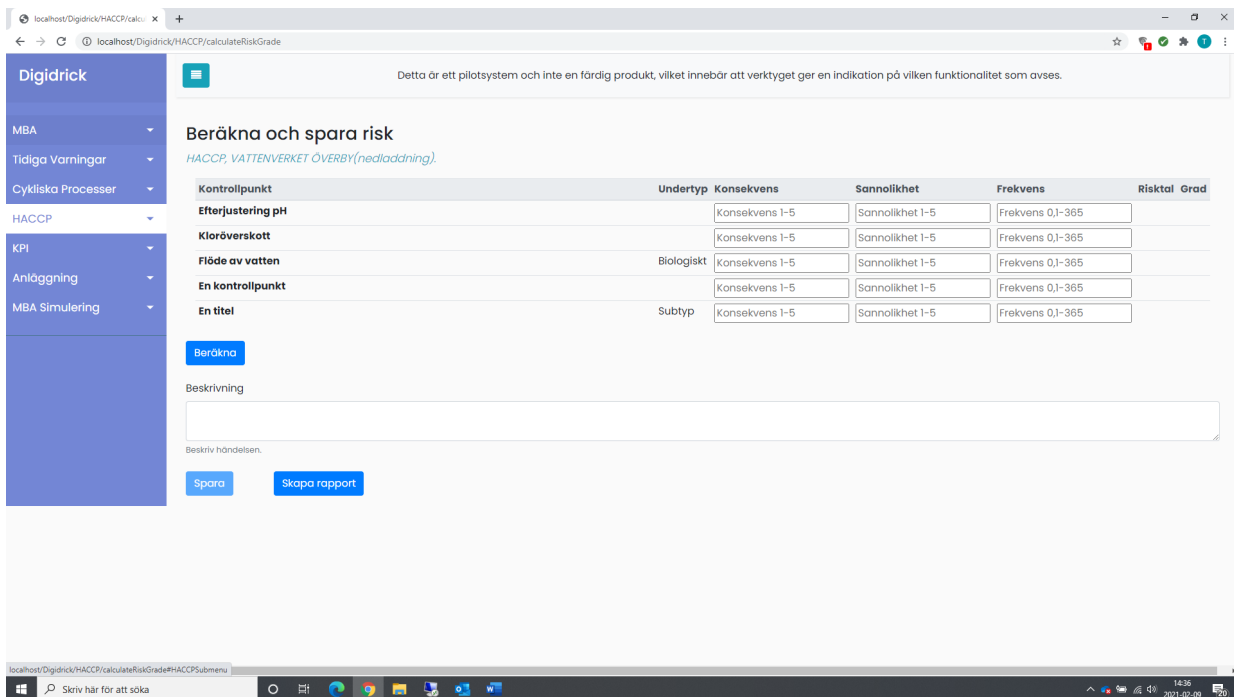 localhost/Digidrick/HACCP/calcu
localhost/Digidrick/HACCP/calculateRiskGrade
T
Digidrick
Detta är ett pilotsystem och inte en färdig produkt, vilket innebär att verktyget ger en indikation på vilken funktionalitet som avses.
MBA
Tidiga Varningar
Cykliska Processer
HACCP
KPI
Anläggning
MBA Simulering
Beräkna och spara risk
HACCP, VATTENVERKET ÖVERBY(nedladdning).
Kontrollpunkt Undertyp Konsekvens Sannolikhet Frekvens Risktal Grad
Efterjustering pH Konsekvens 1-5 Sannolikhet 1-5 Frekvens 0,1-365
Kloröverskott Konsekvens 1-5 Sannolikhet 1-5 Frekvens 0,1-365
Flöde av vatten Biologiskt Konsekvens 1-5 Sannolikhet 1-5 Frekvens 0,1-365
En kontrollpunkt Konsekvens 1-5 Sannolikhet 1-5 Frekvens 0,1-365
En titel Subtyp Konsekvens 1-5 Sannolikhet 1-5 Frekvens 0,1-365
Beräkna
Beskrivning
Beskriv händelsen.
Spara Skapa rapport
localhost/Digidrick/HACCP/calculateRiskGrade#HACCPSubmenu
Skriv här för att söka
14:36
2021-02-09
20